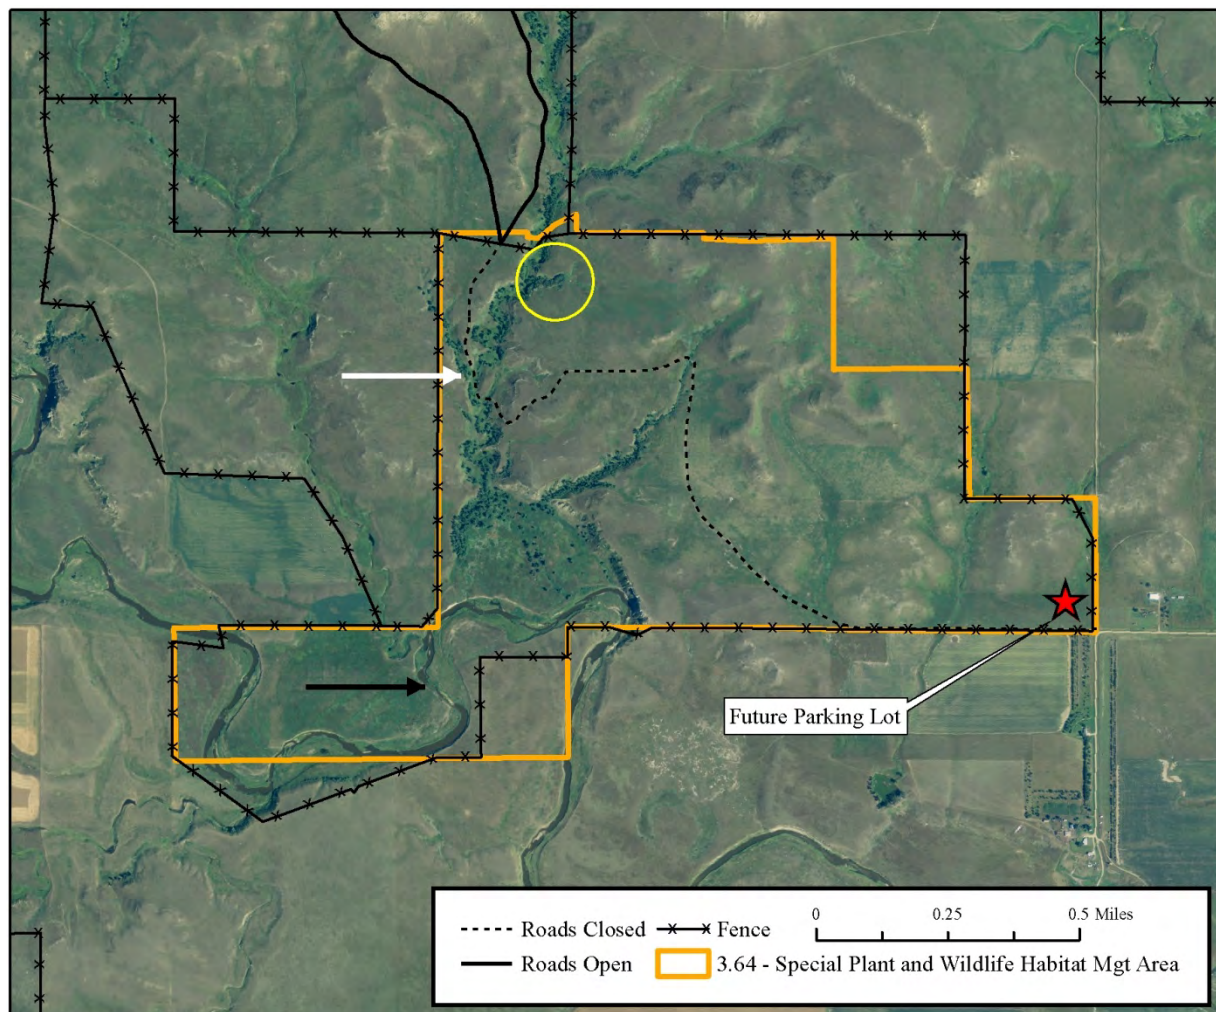 Future Parking Lot
Roads Closed
Fence
0 0.25 0.5 Miles
Roads Open
3.64 - Special Plant and Wildlife Habitat Mgt Area